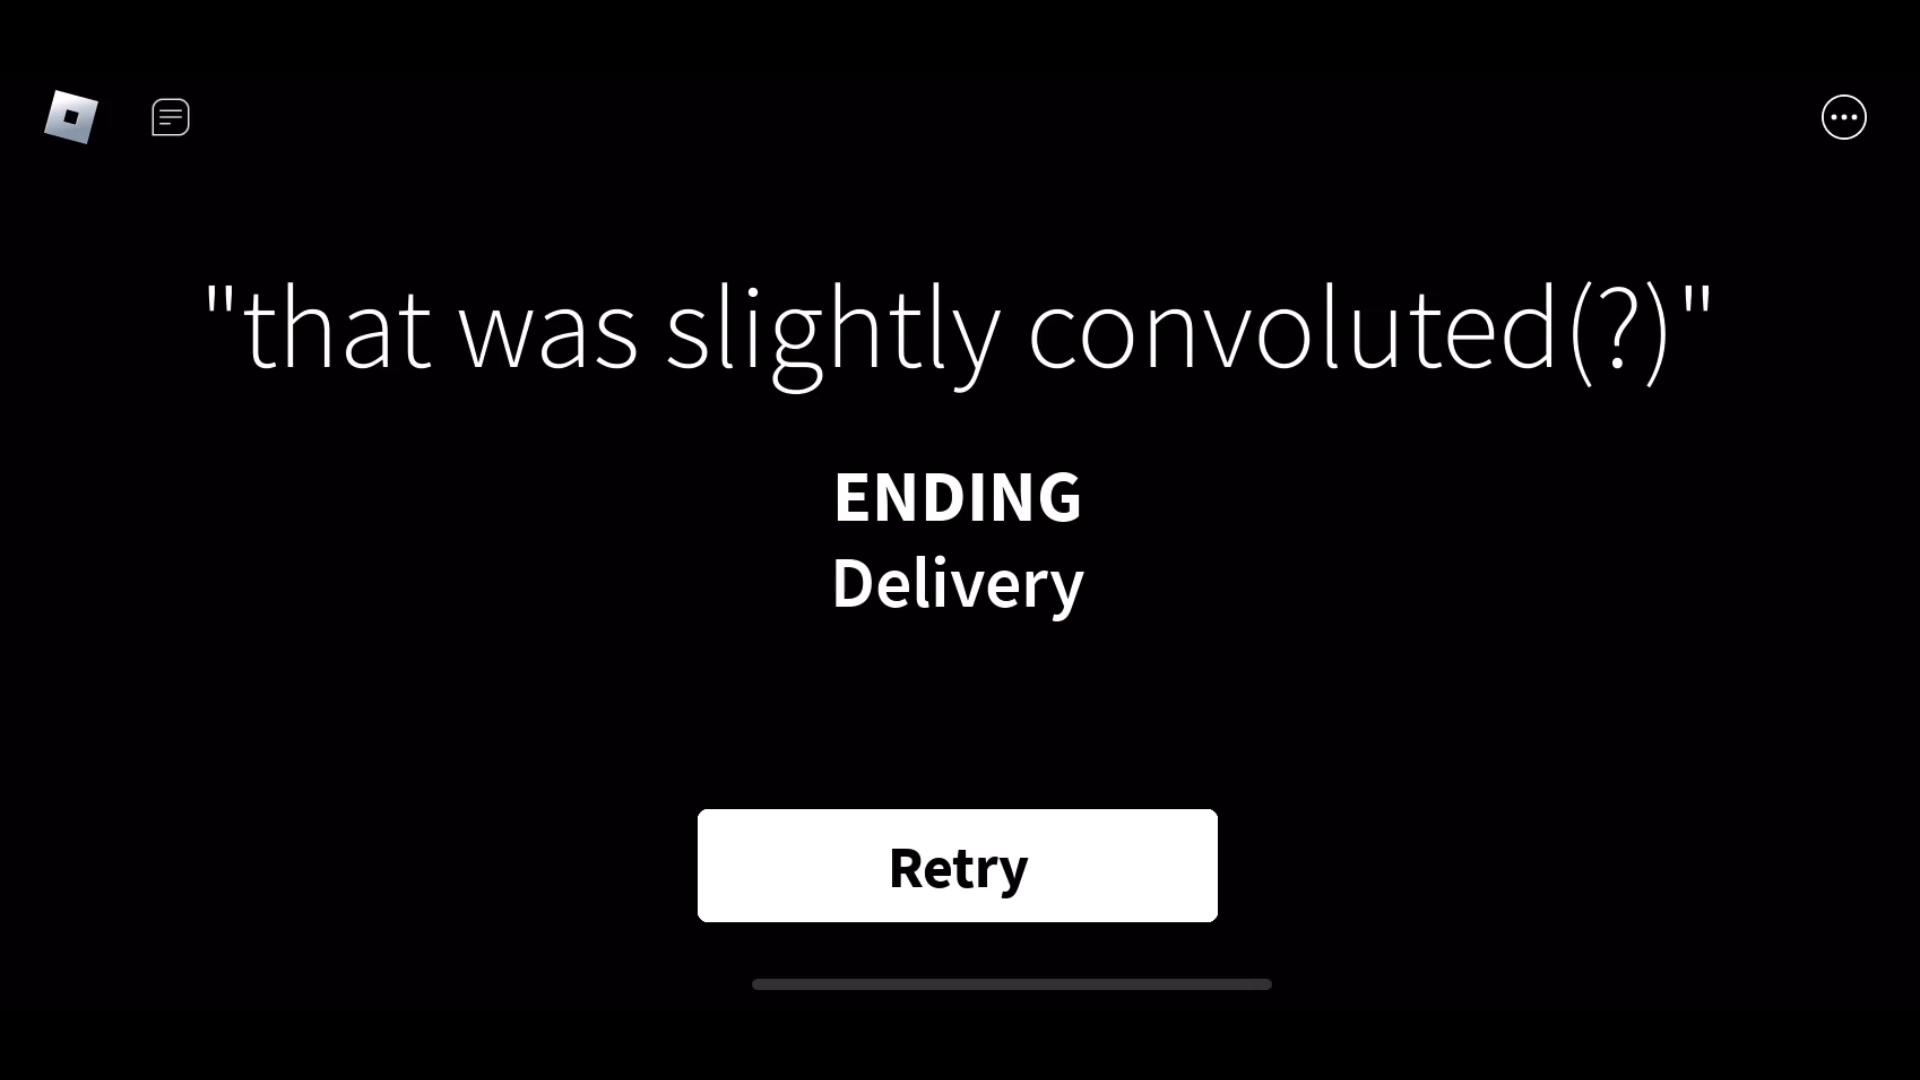 "that was slightly convoluted(?)"
ENDING
Delivery
Retry